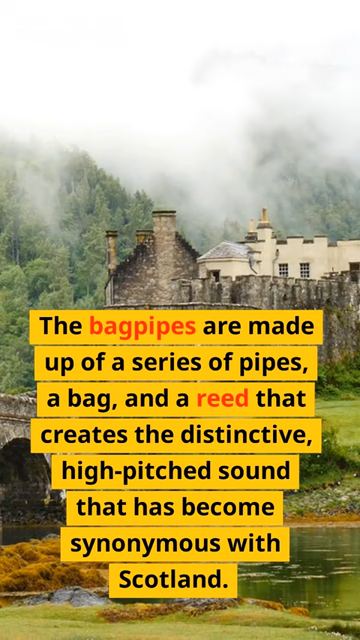 The bagpipes are made
up of a series of pipes,
a bag, and a reed that
creates the distinctive,
high-pitched sound
that has become
synonymous with
Scotland.